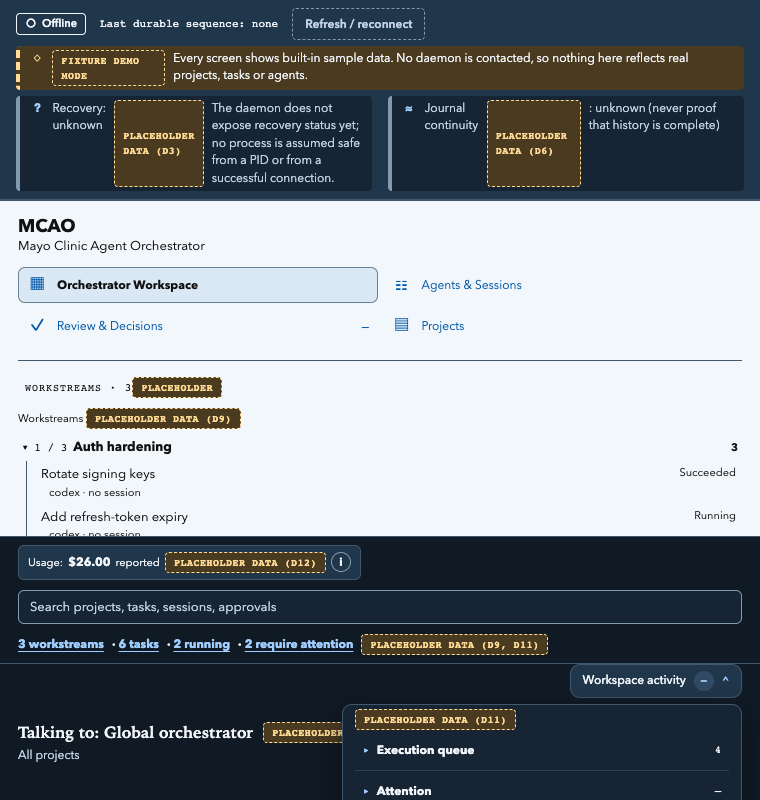 Offline Last durable sequence: none Refresh / reconnect
FIXTURE DEMO MODE
Every screen shows built-in sample data. No daemon is contacted, so nothing here reflects real
projects, tasks or agents.
? Recovery:
unknown
PLACEHOLDER
DATA (D3)
The daemon does not
expose recovery status yet;
no process is assumed safe
from a PID or from a
successful connection.
≈ Journal
continuity
PLACEHOLDER
DATA (D6)
: unknown (never proof
that history is complete)
MCAO
Mayo Clinic Agent Orchestrator
Orchestrator Workspace
Agents & Sessions
Review & Decisions –
Projects
WORKSTREAMS · 3 PLACEHOLDER
Workstreams PLACEHOLDER DATA (D9)
▾ 1 / 3 Auth hardening 3
Rotate signing keys Succeeded
codex · no session
Add refresh-token expiry Running
codex · no session
Usage: $26.00 reported PLACEHOLDER DATA (D12) i
Search projects, tasks, sessions, approvals
3 workstreams · 6 tasks · 2 running · 2 require attention PLACEHOLDER DATA (D9, D11)
Workspace activity – ^
Talking to: Global orchestrator PLACEHOLDER
All projects
PLACEHOLDER DATA (D11)
▸ Execution queue 4
▸ Attention –